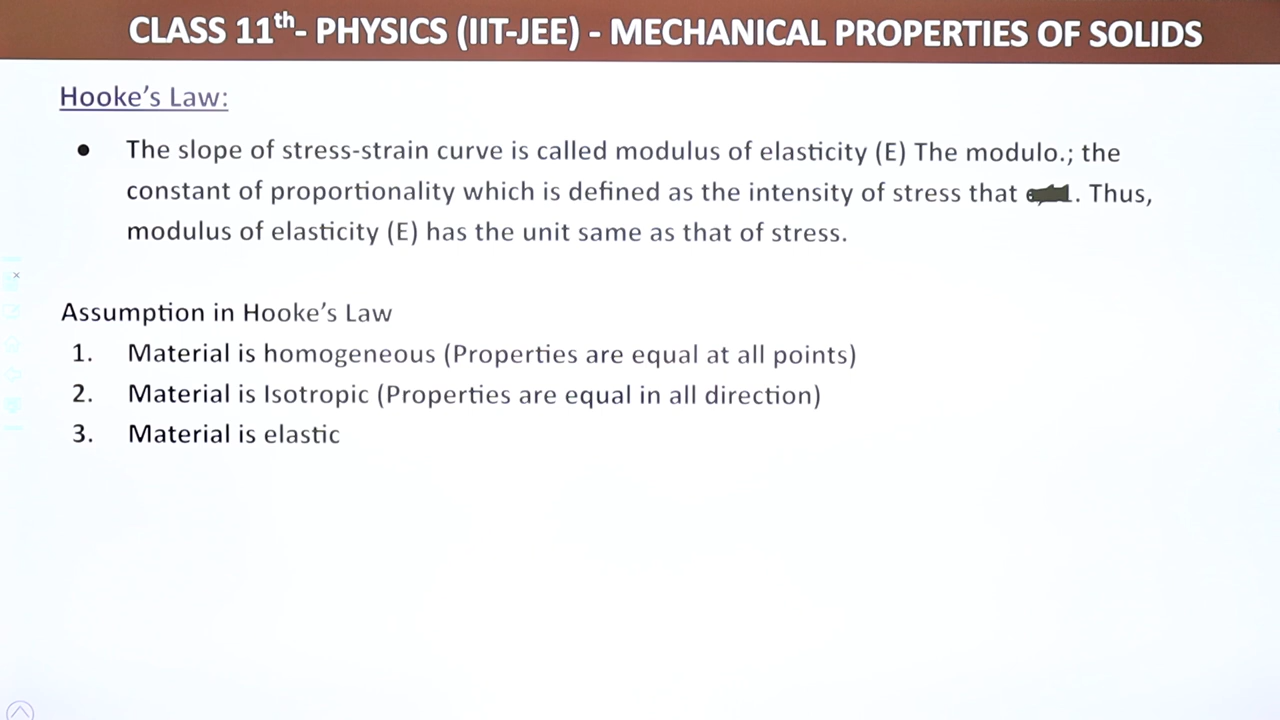 CLASS 11th- PHYSICS (IIT-JEE) - MECHANICAL PROPERTIES OF SOLIDS
Hooke's Law:
● The slope of stress-strain curve is called modulus of elasticity (E) The modulo.; the
constant of proportionality which is defined as the intensity of stress that . Thus,
modulus of elasticity (E) has the unit same as that of stress.
Assumption in Hooke's Law
1. Material is homogeneous (Properties are equal at all points)
2. Material is Isotropic (Properties are equal in all direction)
3. Material is elastic